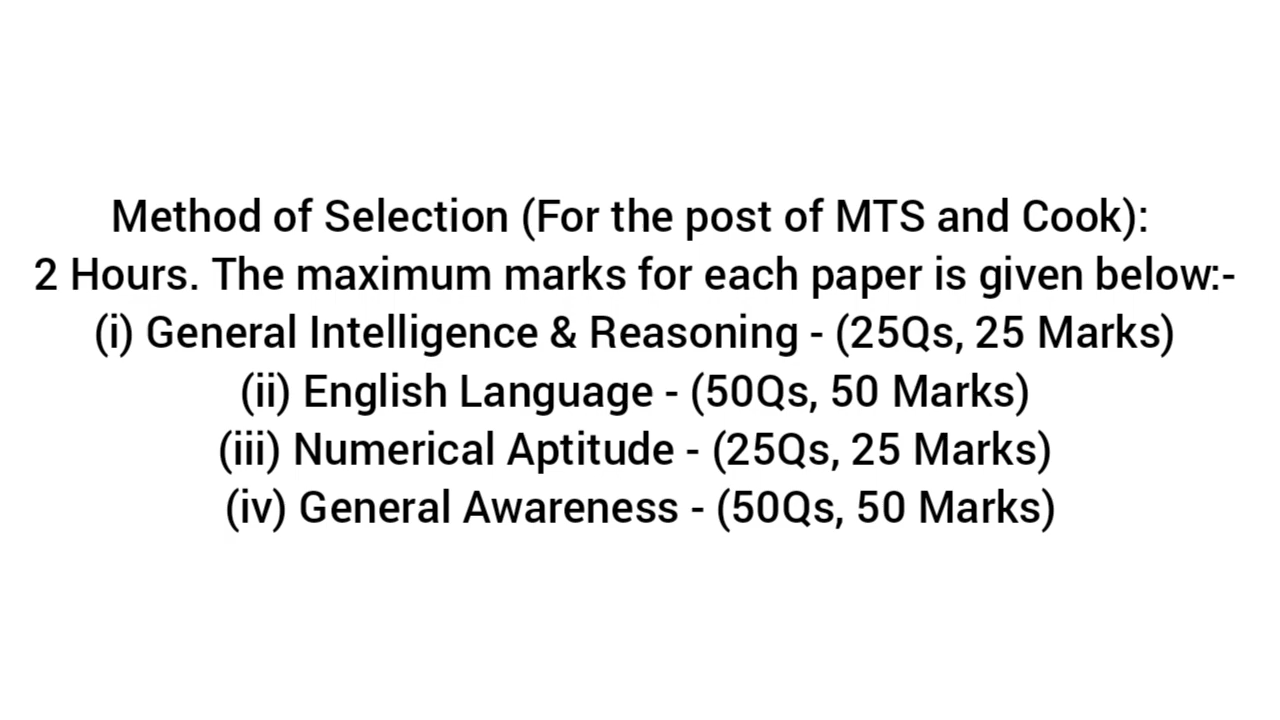 Method of Selection (For the post of MTS and Cook):
2 Hours. The maximum marks for each paper is given below:-
(i) General Intelligence & Reasoning - (25Qs, 25 Marks)
(ii) English Language - (50Qs, 50 Marks)
(iii) Numerical Aptitude - (25Qs, 25 Marks)
(iv) General Awareness - (50Qs, 50 Marks)